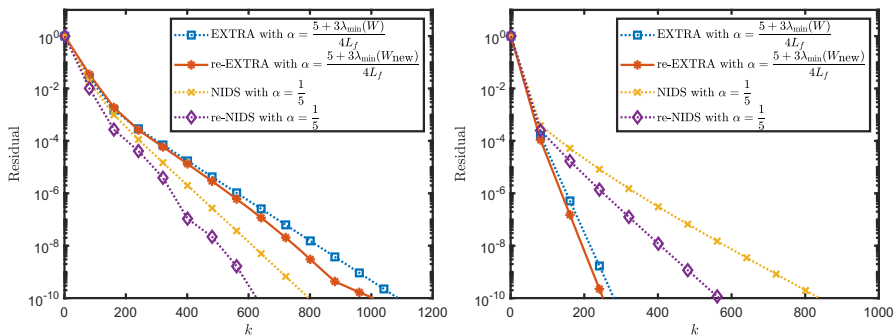 EXTRA with α = (5 + 3λ_min(W)) / (4L_f)
re-EXTRA with α = (5 + 3λ_min(W_new)) / (4L_f)
NIDS with α = 1/5
re-NIDS with α = 1/5
Residual
10^0
10^-2
10^-4
10^-6
10^-8
10^-10
0 200 400 600 800 1000 1200
k
EXTRA with α = (5 + 3λ_min(W)) / (4L_f)
re-EXTRA with α = (5 + 3λ_min(W_new)) / (4L_f)
NIDS with α = 1/5
re-NIDS with α = 1/5
Residual
10^0
10^-2
10^-4
10^-6
10^-8
10^-10
0 200 400 600 800 1000
k